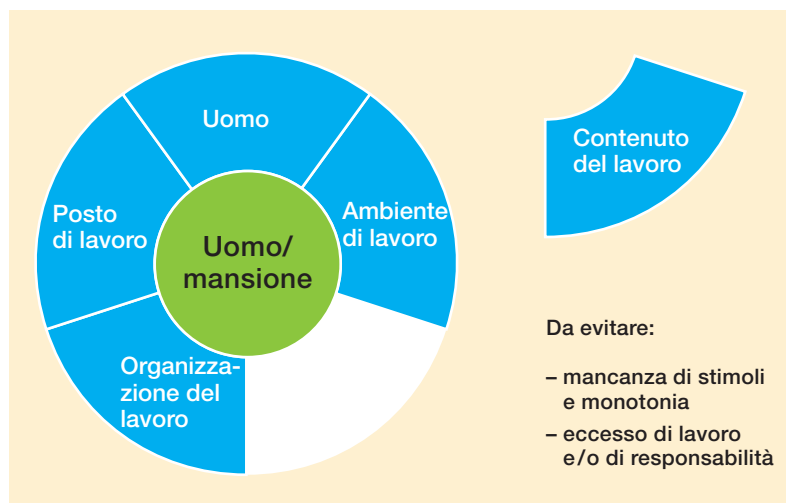 Uomo
Posto
di lavoro
Ambiente
di lavoro
Uomo/
mansione
Organizza-
zione del
lavoro
Contenuto
del lavoro
Da evitare:
– mancanza di stimoli
e monotonia
– eccesso di lavoro
e/o di responsabilità